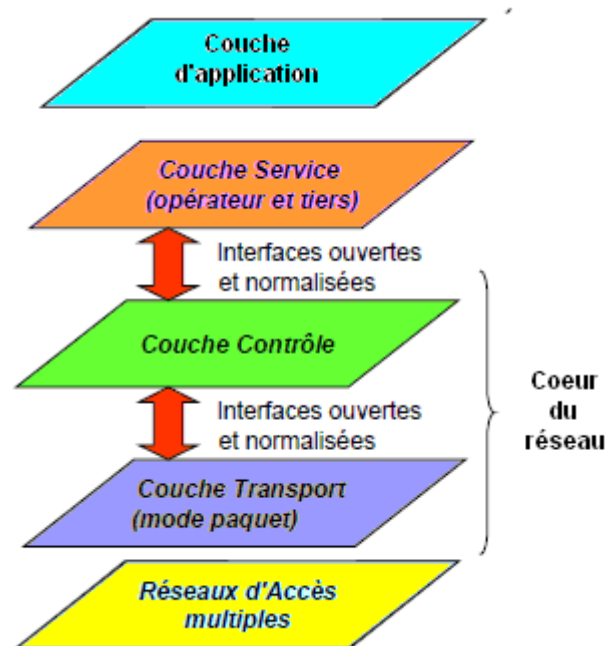 Couche
d'application
Couche Service
(opérateur et tiers)
Interfaces ouvertes
et normalisées
Couche Contrôle
Coeur
du
réseau
Interfaces ouvertes
et normalisées
Couche Transport
(mode paquet)
Réseaux d'Accès
multiples